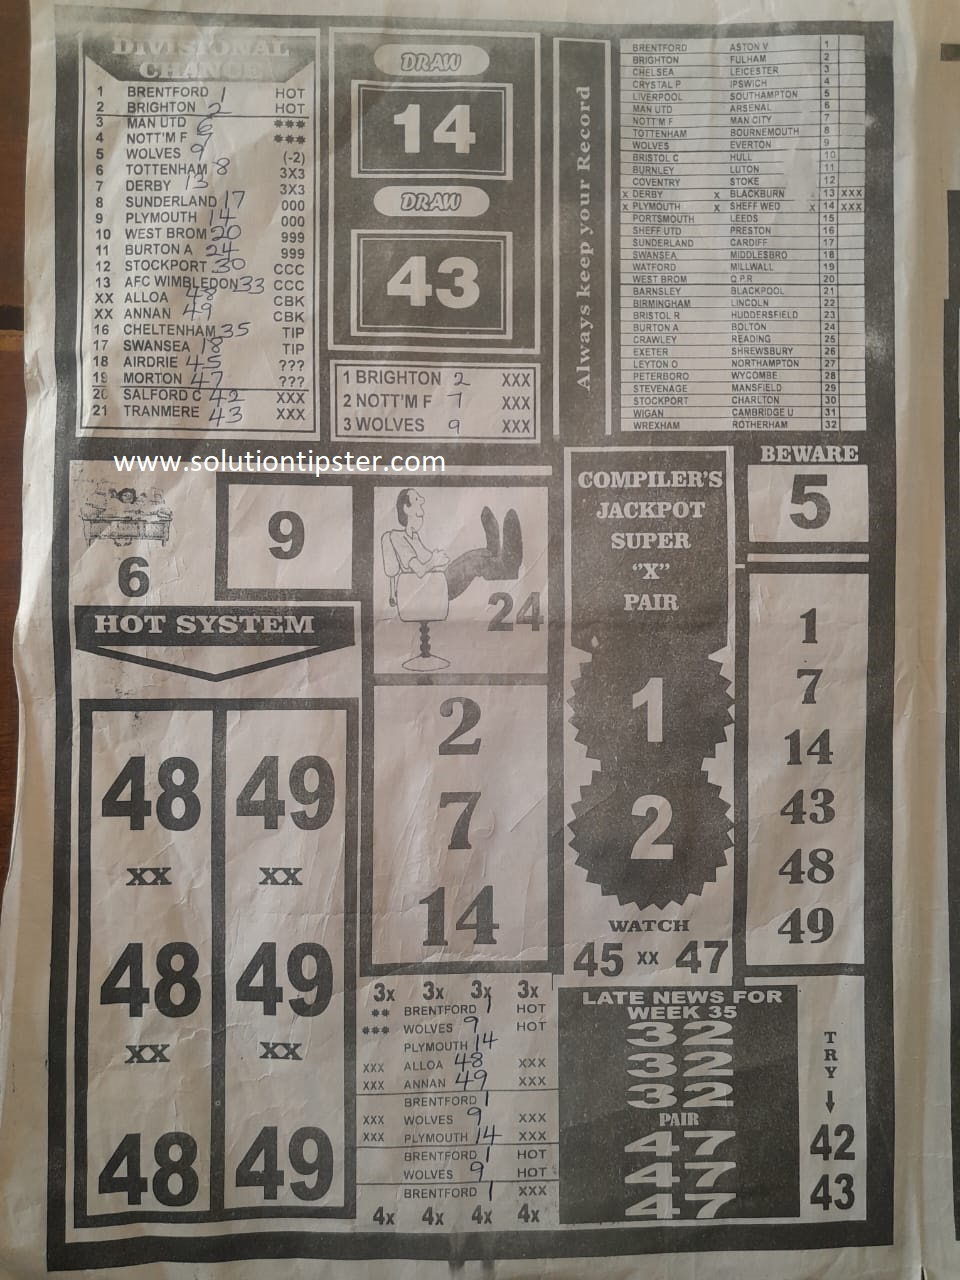 DIVISIONAL
CHANGE
1 BRENTFORD 1 HOT
2 BRIGHTON 2 HOT
3 MAN UTD 6 ***
4 NOTT'M F 7 ***
5 WOLVES 9 (-2)
6 TOTTENHAM 8 3X3
7 DERBY 13 3X3
8 SUNDERLAND 17 000
9 PLYMOUTH 14 000
10 WEST BROM 20 999
11 BURTON A 24 999
12 STOCKPORT 30 CCC
13 AFC WIMBLEDON 33 CCC
XX ALLOA 48 CBK
XX ANNAN 49 CBK
16 CHELTENHAM 35 TIP
17 SWANSEA 18 TIP
18 AIRDRIE 45 ???
19 MORTON 47 ???
20 SALFORD C 42 XXX
21 TRANMERE 43 XXX
DRAW
14
DRAW
43
1 BRIGHTON 2 XXX
2 NOTT'M F 7 XXX
3 WOLVES 9 XXX
Always keep your Record
BRENTFORD ASTON V 1
BRIGHTON FULHAM 2
CHELSEA LEICESTER 3
CRYSTAL P IPSWICH 4
LIVERPOOL SOUTHAMPTON 5
MAN UTD ARSENAL 6
NOTT'M F MAN CITY 7
TOTTENHAM BOURNEMOUTH 8
WOLVES EVERTON 9
BRISTOL C HULL 10
BURNLEY LUTON 11
COVENTRY STOKE 12
X DERBY X BLACKBURN 13 XXX
X PLYMOUTH X SHEFF WED X 14 XXX
PORTSMOUTH LEEDS 15
SHEFF UTD PRESTON 16
SUNDERLAND CARDIFF 17
SWANSEA MIDDLESBRO 18
WATFORD MILLWALL 19
WEST BROM Q.P.R 20
BARNSLEY BLACKPOOL 21
BIRMINGHAM LINCOLN 22
BRISTOL R HUDDERSFIELD 23
BURTON A BOLTON 24
CRAWLEY READING 25
EXETER SHREWSBURY 26
LEYTON O NORTHAMPTON 27
PETERBORO WYCOMBE 28
STEVENAGE MANSFIELD 29
STOCKPORT CHARLTON 30
WIGAN CAMBRIDGE U 31
WREXHAM ROTHERHAM 32
www.solutiontipster.com
6
9
HOT SYSTEM
48 49
XX XX
48 49
XX XX
48 49
24
2
7
14
3x 3x 3x 3x
** BRENTFORD 1 HOT
*** WOLVES 9 HOT
PLYMOUTH 14
XXX ALLOA 48 XXX
XXX ANNAN 49 XXX
BRENTFORD 1
XXX WOLVES 9 XXX
XXX PLYMOUTH 14 XXX
BRENTFORD 1 HOT
WOLVES 9 HOT
BRENTFORD 1 XXX
4x 4x 4x 4x
COMPILER'S
JACKPOT
SUPER
"X"
PAIR
1
2
WATCH
45 XX 47
LATE NEWS FOR
WEEK 35
32
32
32
PAIR
47
47
47
BEWARE
5
1
7
14
43
48
49
TRY
↓
42
43